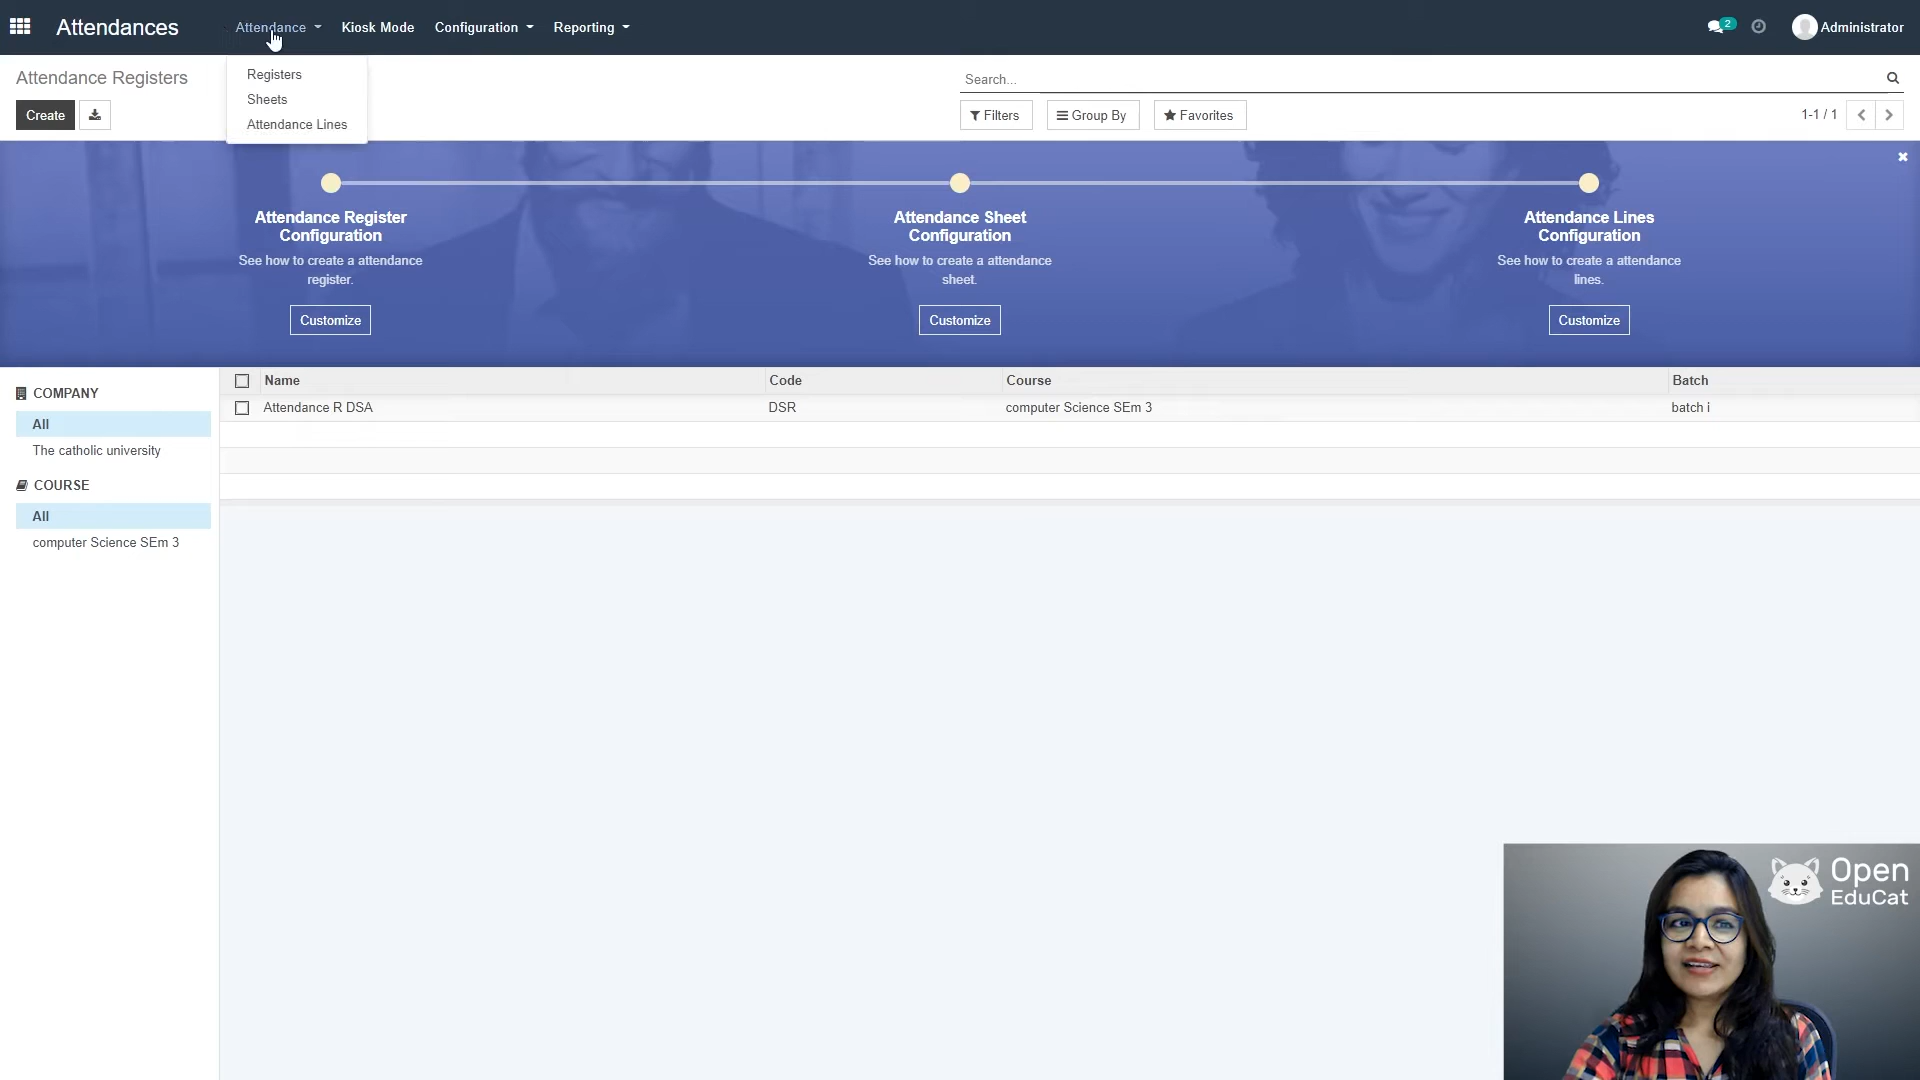 Attendances
Attendance
Kiosk Mode
Configuration
Reporting
2
Administrator
Registers
Sheets
Attendance Lines
Attendance Registers
Search...
Create
Filters
Group By
Favorites
1-1 / 1
Attendance Register
Configuration
See how to create a attendance
register.
Customize
Attendance Sheet
Configuration
See how to create a attendance
sheet.
Customize
Attendance Lines
Configuration
See how to create a attendance
lines.
Customize
COMPANY
All
The catholic university
COURSE
All
computer Science SEm 3
Name Code Course Batch
Attendance R DSA DSR computer Science SEm 3 batch i
Open
EduCat